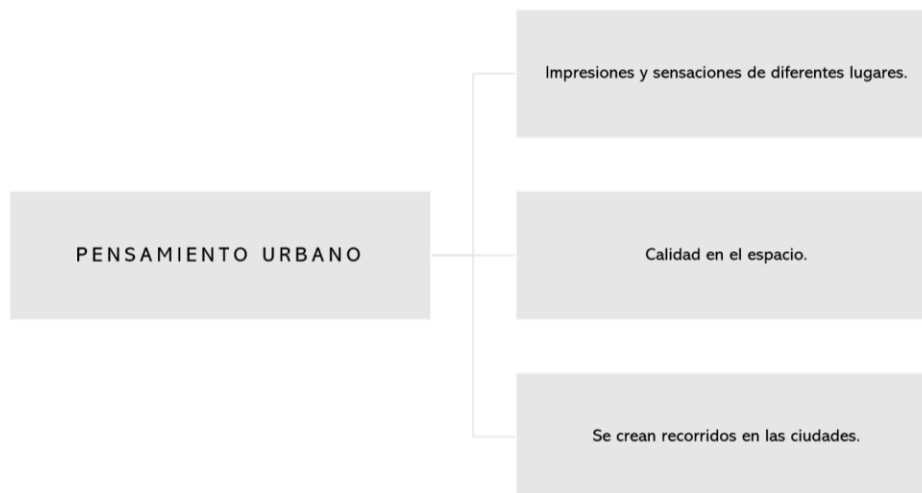 Impresiones y sensaciones de diferentes lugares.
PENSAMIENTO URBANO
Calidad en el espacio.
Se crean recorridos en las ciudades.